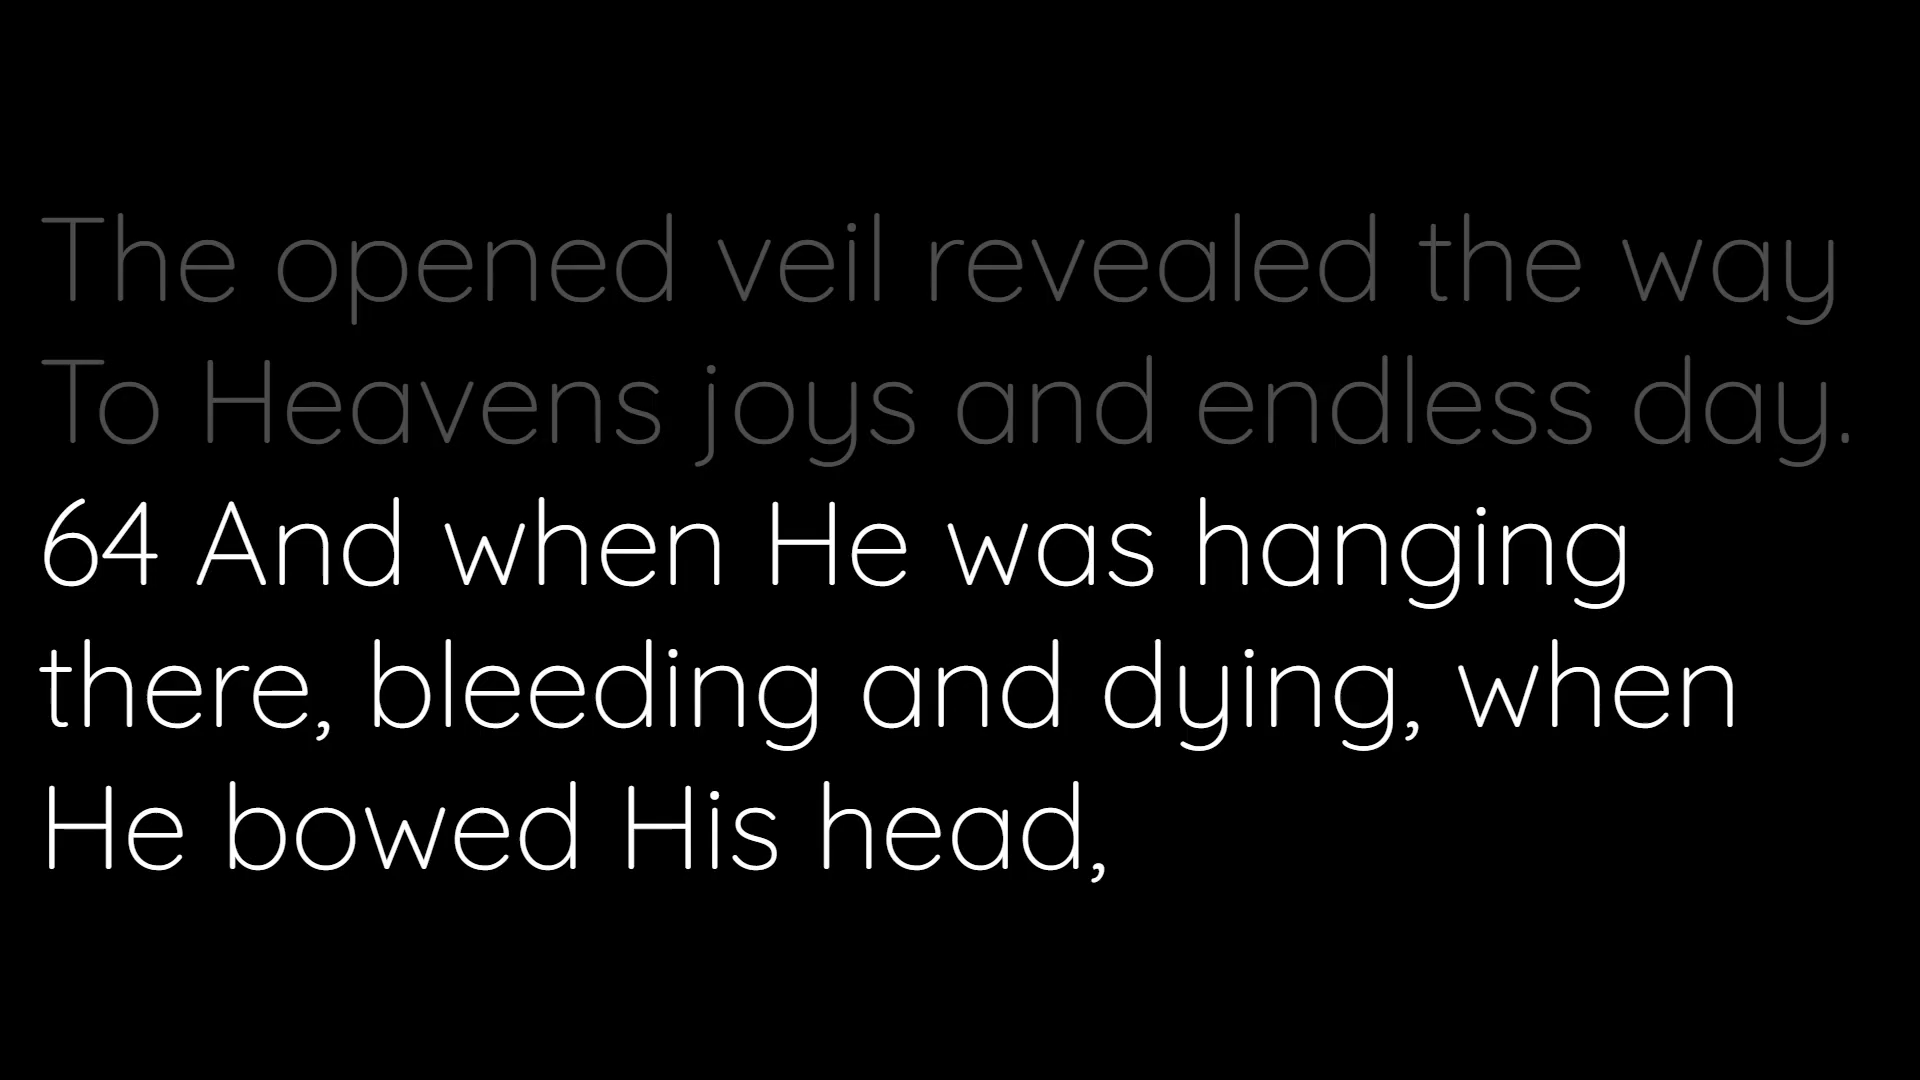 The opened veil revealed the way
To Heavens joys and endless day.
64 And when He was hanging
there, bleeding and dying, when
He bowed His head,